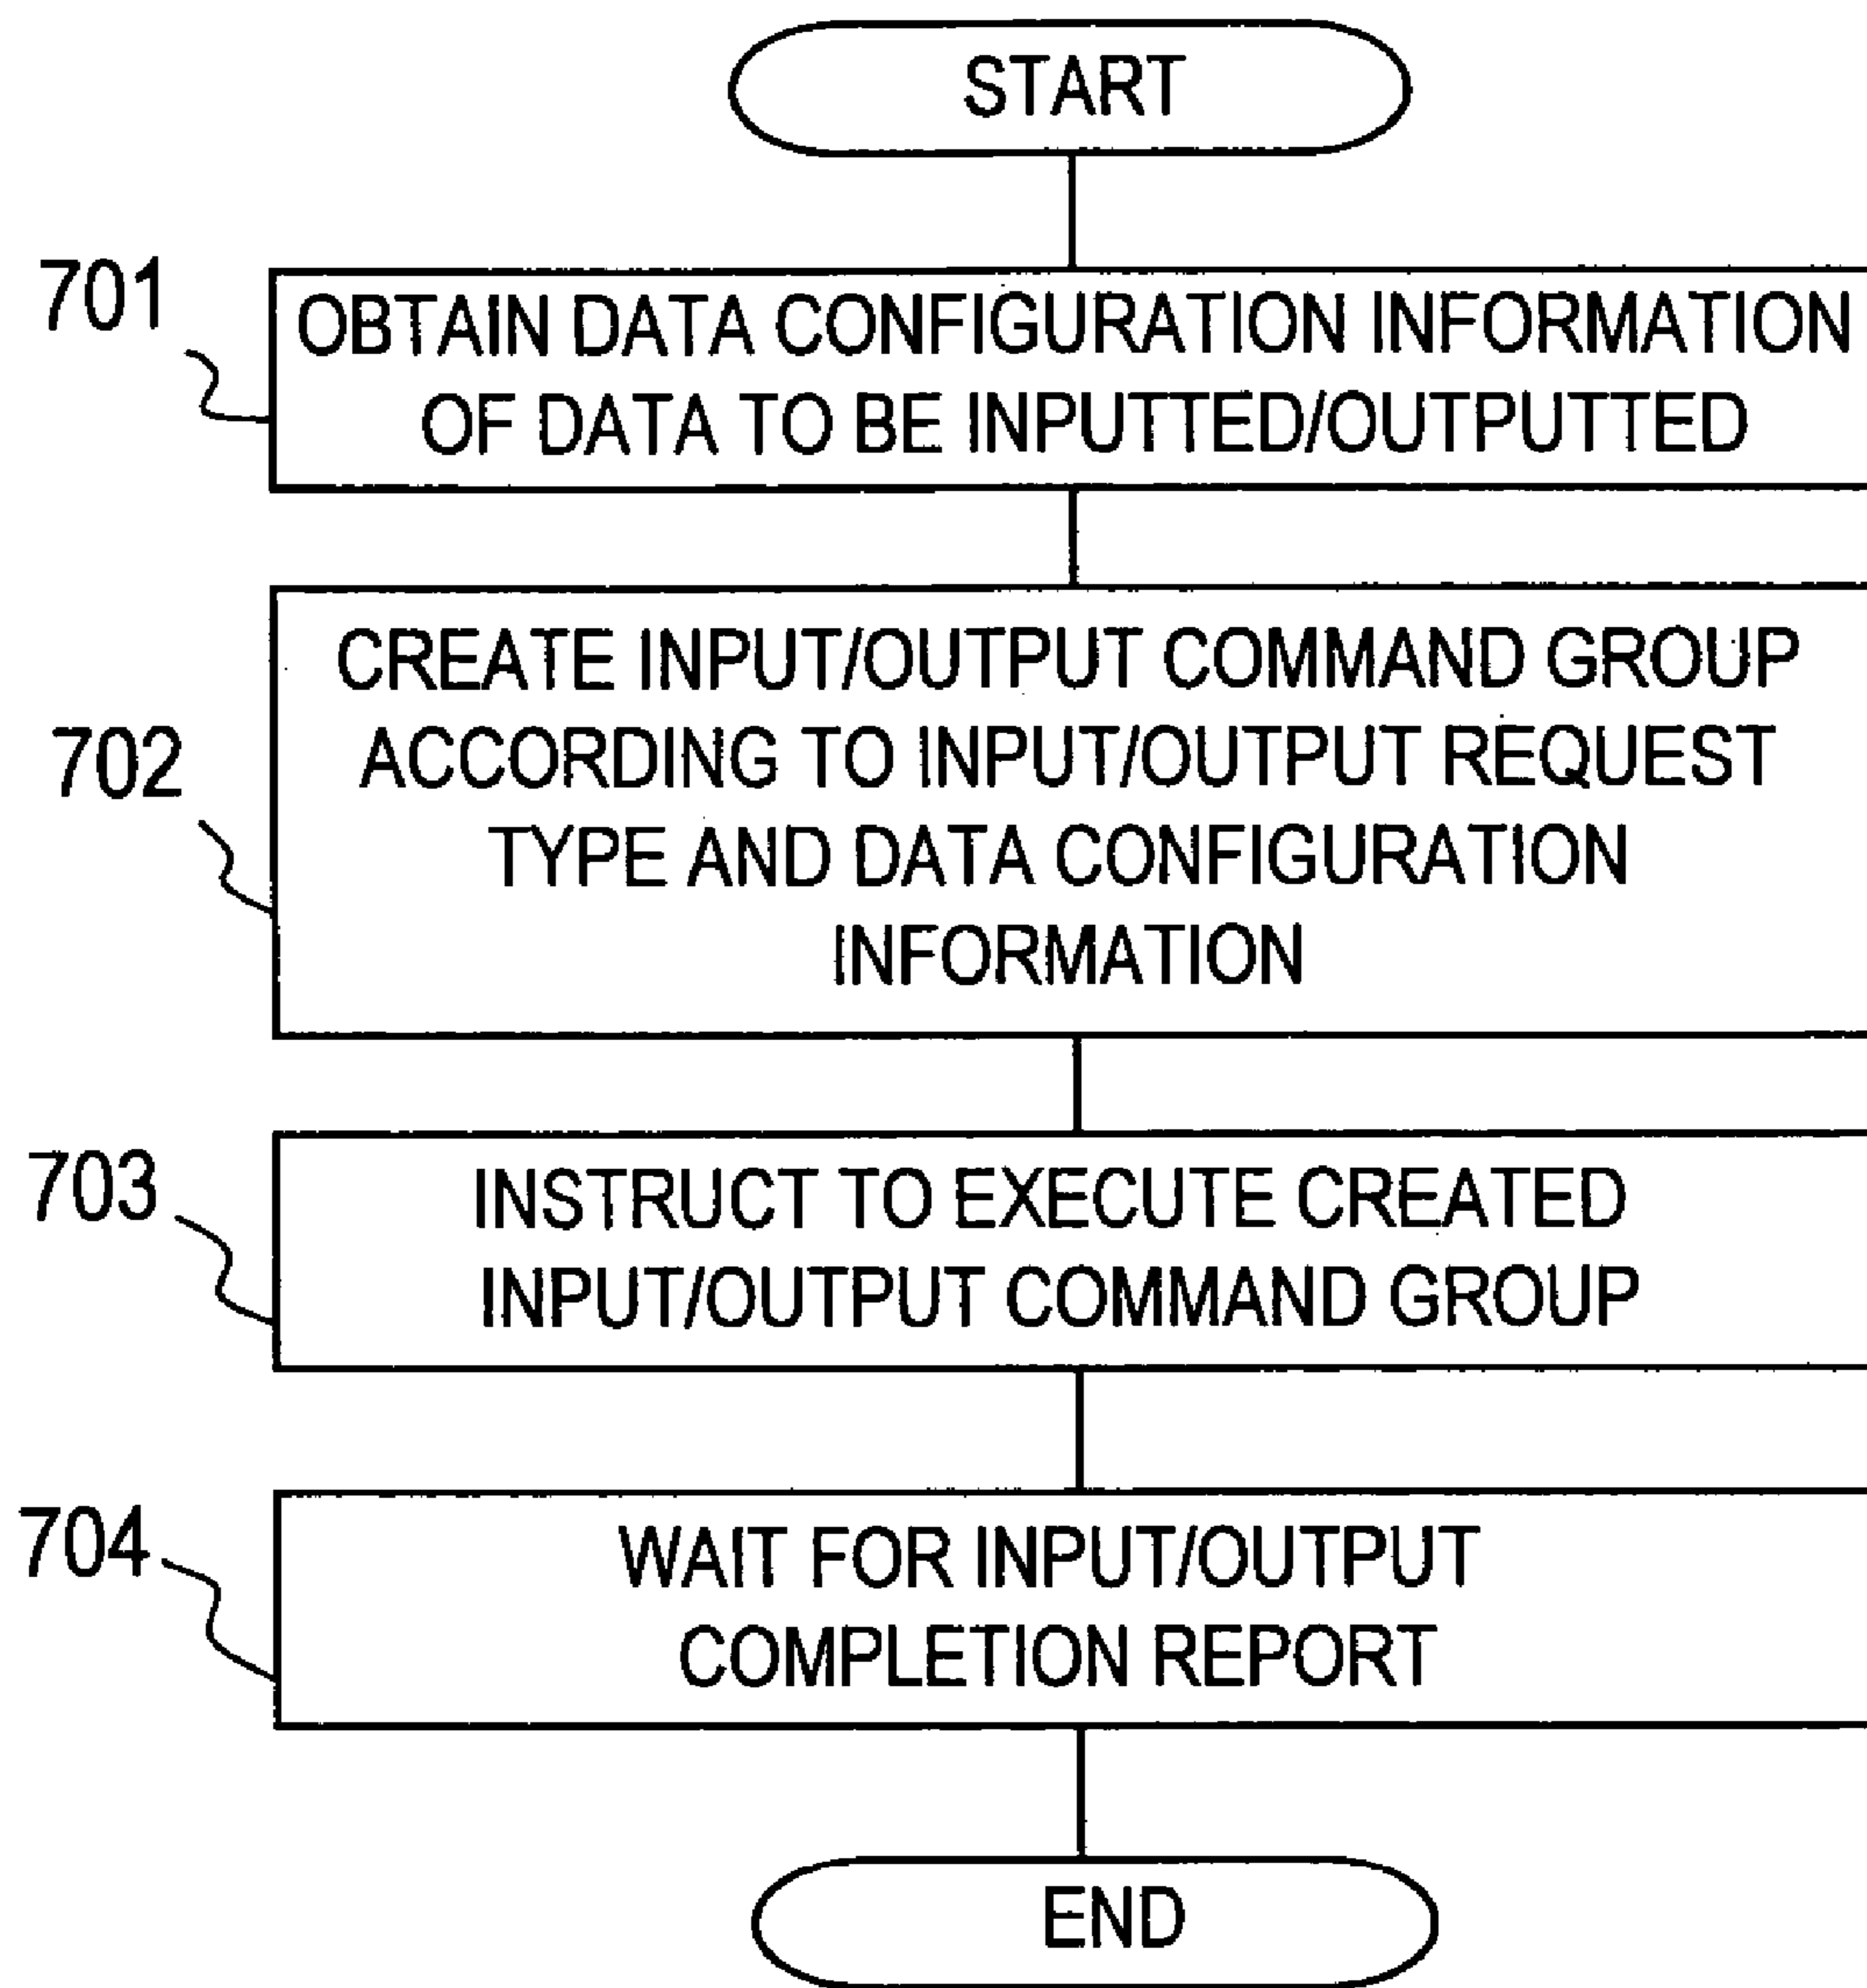 START
701
OBTAIN DATA CONFIGURATION INFORMATION
OF DATA TO BE INPUTTED/OUTPUTTED
702
CREATE INPUT/OUTPUT COMMAND GROUP
ACCORDING TO INPUT/OUTPUT REQUEST
TYPE AND DATA CONFIGURATION
INFORMATION
703
INSTRUCT TO EXECUTE CREATED
INPUT/OUTPUT COMMAND GROUP
704
WAIT FOR INPUT/OUTPUT
COMPLETION REPORT
END